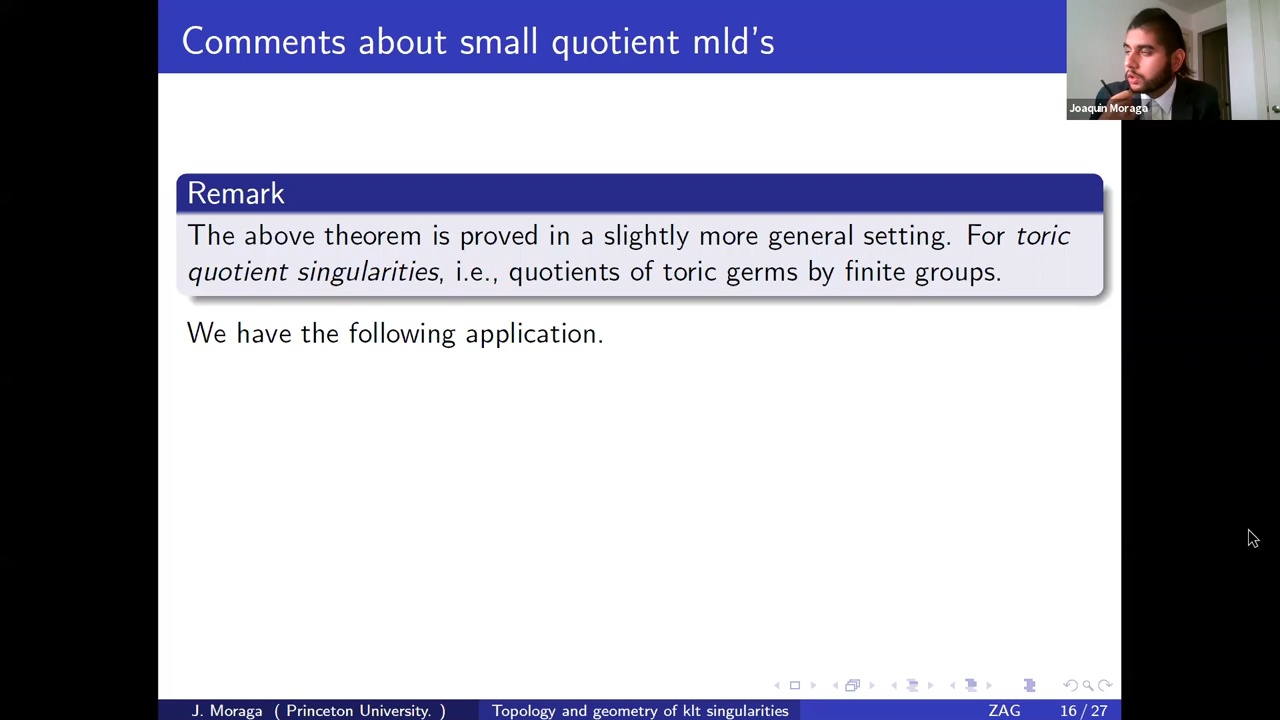 Comments about small quotient mld's
Joaquin Moraga
Remark
The above theorem is proved in a slightly more general setting. For toric
quotient singularities, i.e., quotients of toric germs by finite groups.
We have the following application.
J. Moraga ( Princeton University. ) Topology and geometry of klt singularities ZAG 16 / 27